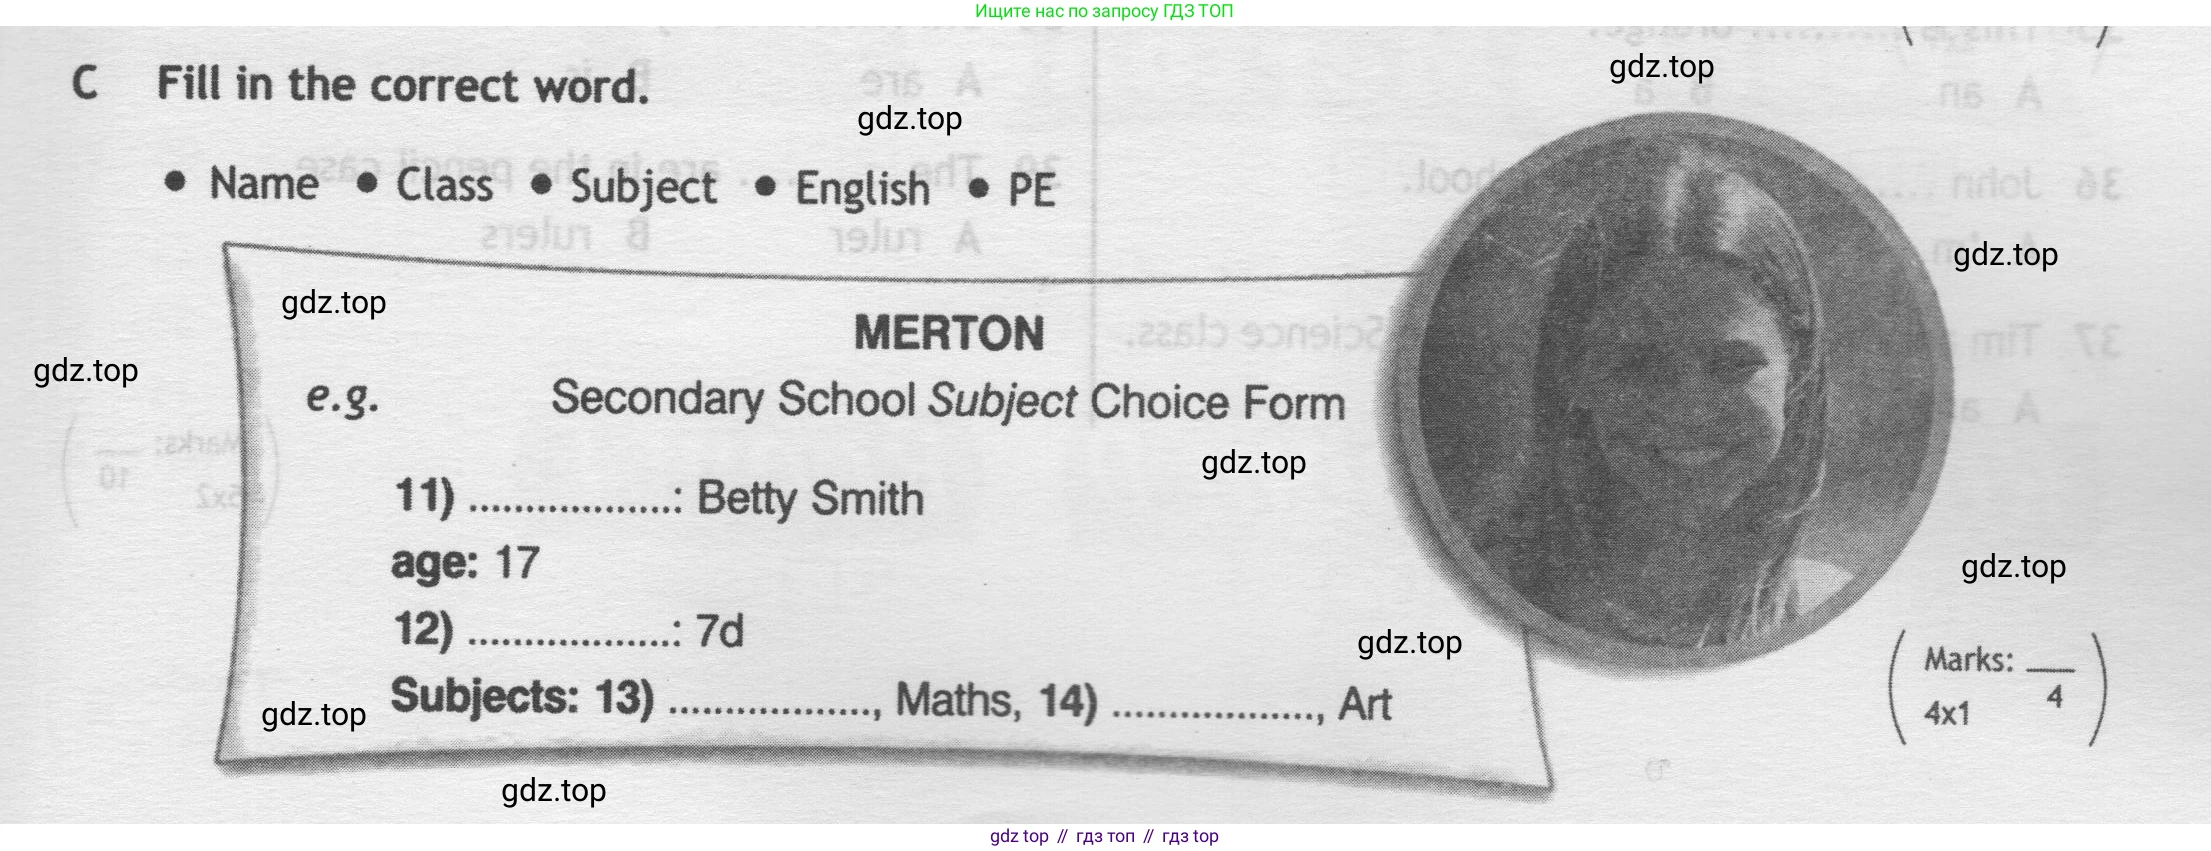 Ищите нас по запросу ГДЗ ТОП
C Fill in the correct word.
gdz.top
gdz.top
• Name • Class • Subject • English • PE
gdz.top
gdz.top
MERTON
gdz.top
e.g. Secondary School Subject Choice Form
gdz.top
11) ..................: Betty Smith
age: 17
gdz.top
12) ..................: 7d
gdz.top
Marks: ___
4x1 4
Subjects: 13) .................., Maths, 14) .................., Art
gdz.top
gdz.top
gdz top // гдз топ // гдз top